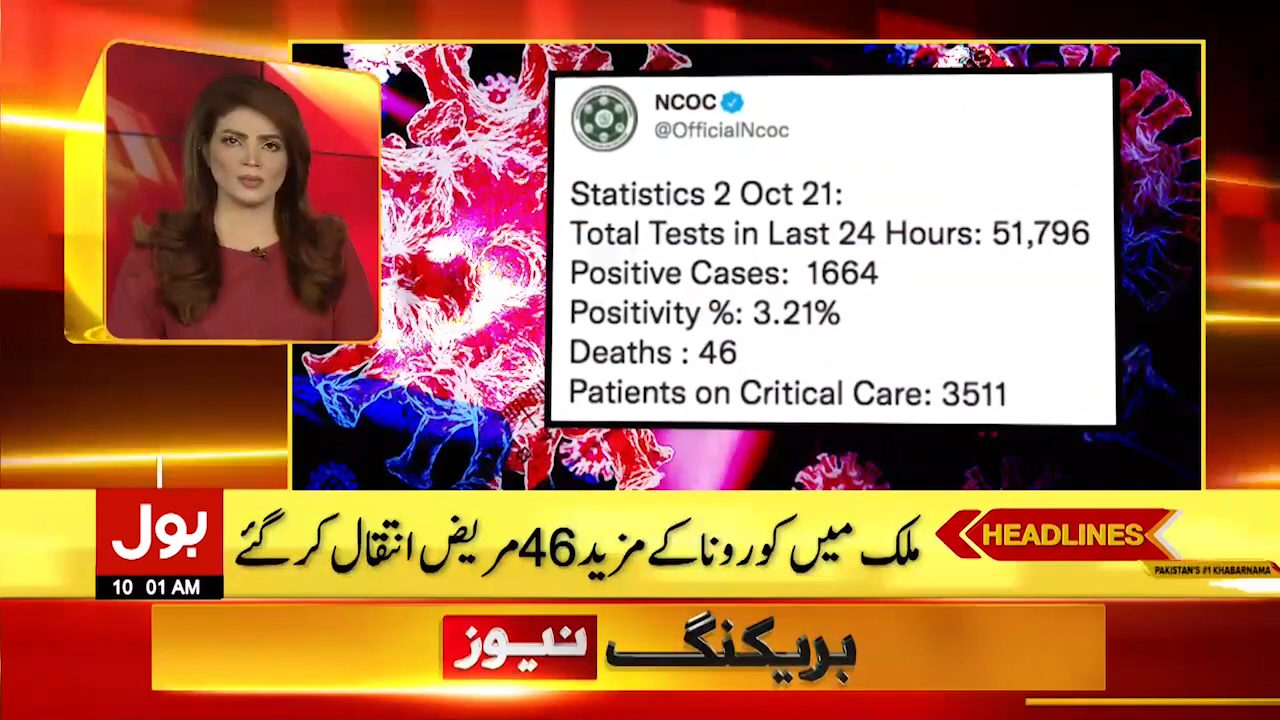 NCOC
@OfficialNcoc
Statistics 2 Oct 21:
Total Tests in Last 24 Hours: 51,796
Positive Cases: 1664
Positivity %: 3.21%
Deaths : 46
Patients on Critical Care: 3511
HEADLINES
ملک میں کورونا کے مزید 46 مریض انتقال کر گئے
PAKISTAN'S #1 KHABARNAMA
بول
10 01 AM
بریکنگ نیوز